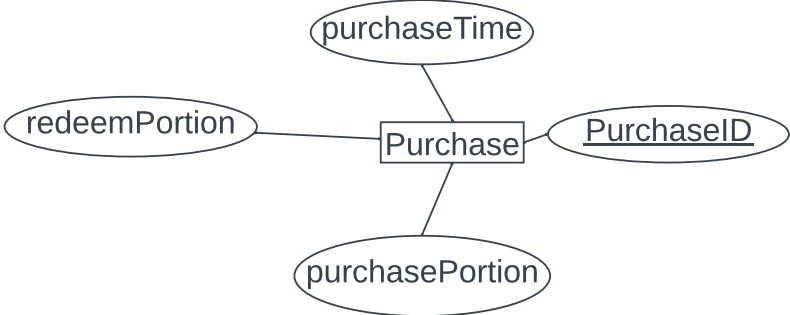 purchaseTime
redeemPortion
PurchaseID
Purchase
purchasePortion